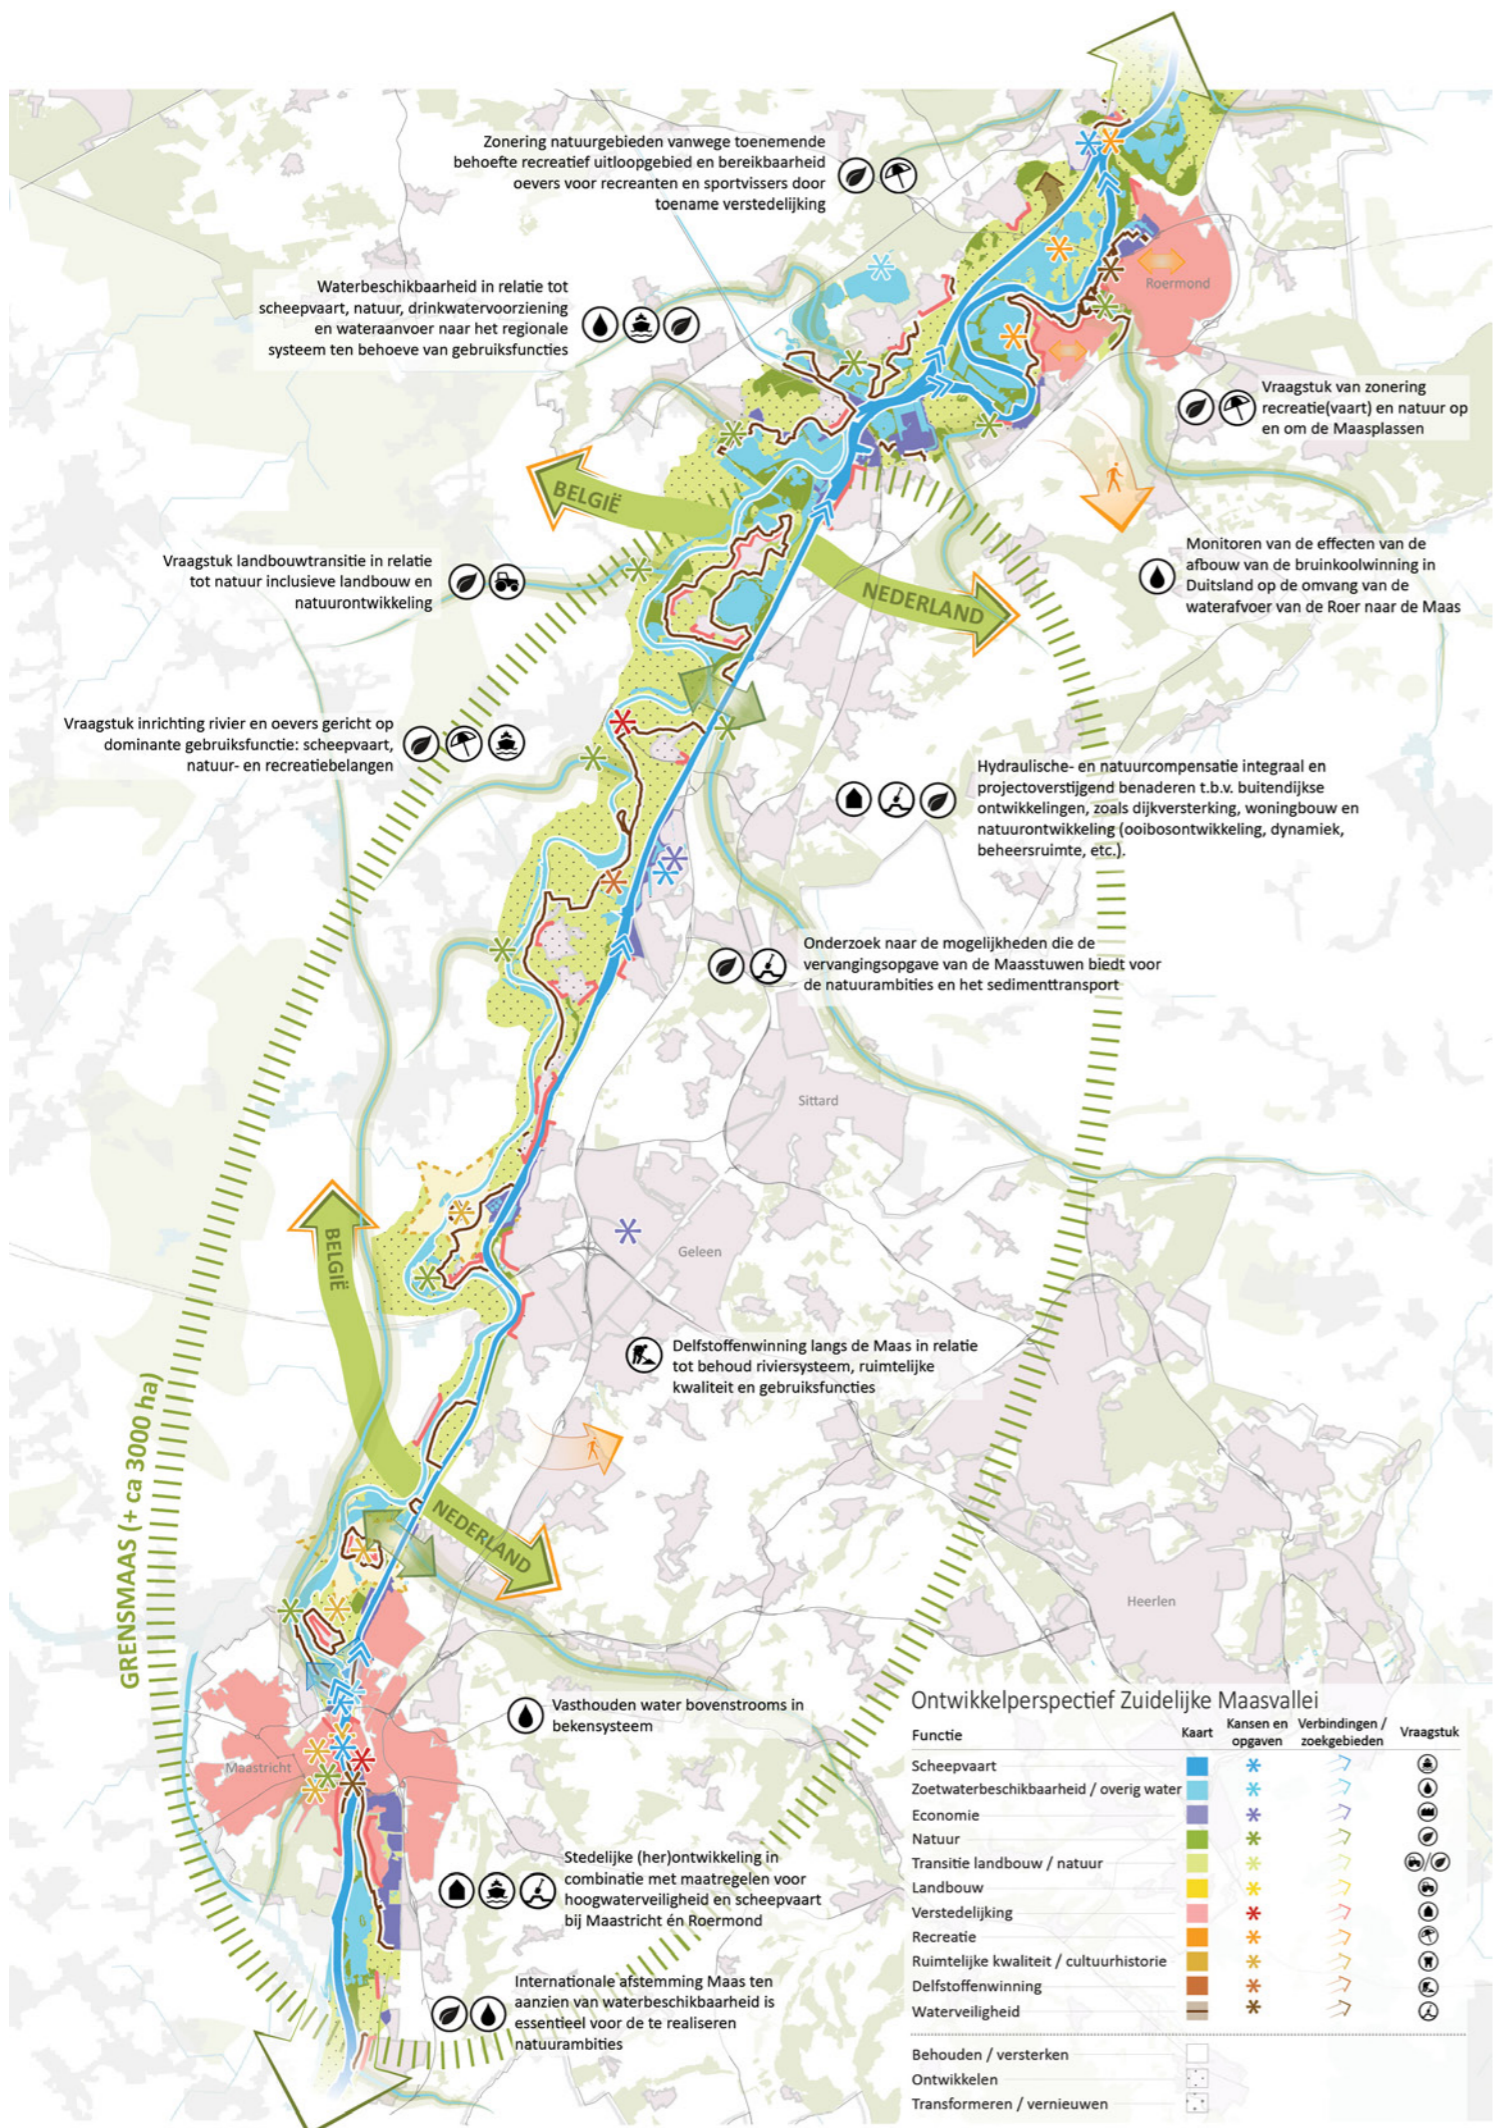 Zonering natuurgebieden vanwege toenemende
behoefte recreatief uitloopgebied en bereikbaarheid
oevers voor recreanten en sportvissers door
toename verstedelijking
Waterbeschikbaarheid in relatie tot
scheepvaart, natuur, drinkwatervoorziening
en wateraanvoer naar het regionale
systeem ten behoeve van gebruiksfuncties
Roermond
Vraagstuk van zonering
recreatie(vaart) en natuur op
en om de Maasplassen
BELGIË
NEDERLAND
Vraagstuk landbouwtransitie in relatie
tot natuur inclusieve landbouw en
natuurontwikkeling
Monitoren van de effecten van de
afbouw van de bruinkoolwinning in
Duitsland op de omvang van de
waterafvoer van de Roer naar de Maas
Vraagstuk inrichting rivier en oevers gericht op
dominante gebruiksfunctie: scheepvaart,
natuur- en recreatiebelangen
Hydraulische- en natuurcompensatie integraal en
projectoverstijgend benaderen t.b.v. buitendijkse
ontwikkelingen, zoals dijkversterking, woningbouw en
natuurontwikkeling (ooibosontwikkeling, dynamiek,
beheersruimte, etc.).
Onderzoek naar de mogelijkheden die de
vervangingsopgave van de Maasstuwen biedt voor
de natuurambities en het sedimenttransport
Sittard
BELGIË
Geleen
Delfstoffenwinning langs de Maas in relatie
tot behoud riviersysteem, ruimtelijke
kwaliteit en gebruiksfuncties
GRENSMAAS (+ ca 3000 ha)
NEDERLAND
Heerlen
Vasthouden water bovenstrooms in
bekensysteem
Maastricht
Stedelijke (her)ontwikkeling in
combinatie met maatregelen voor
hoogwaterveiligheid en scheepvaart
bij Maastricht én Roermond
Internationale afstemming Maas ten
aanzien van waterbeschikbaarheid is
essentieel voor de te realiseren
natuurambities
Ontwikkelperspectief Zuidelijke Maasvallei
Functie Kaart Kansen en opgaven Verbindingen / zoekgebieden Vraagstuk
Scheepvaart
Zoetwaterbeschikbaarheid / overig water
Economie
Natuur
Transitie landbouw / natuur
Landbouw
Verstedelijking
Recreatie
Ruimtelijke kwaliteit / cultuurhistorie
Delfstoffenwinning
Waterveiligheid
Behouden / versterken
Ontwikkelen
Transformeren / vernieuwen